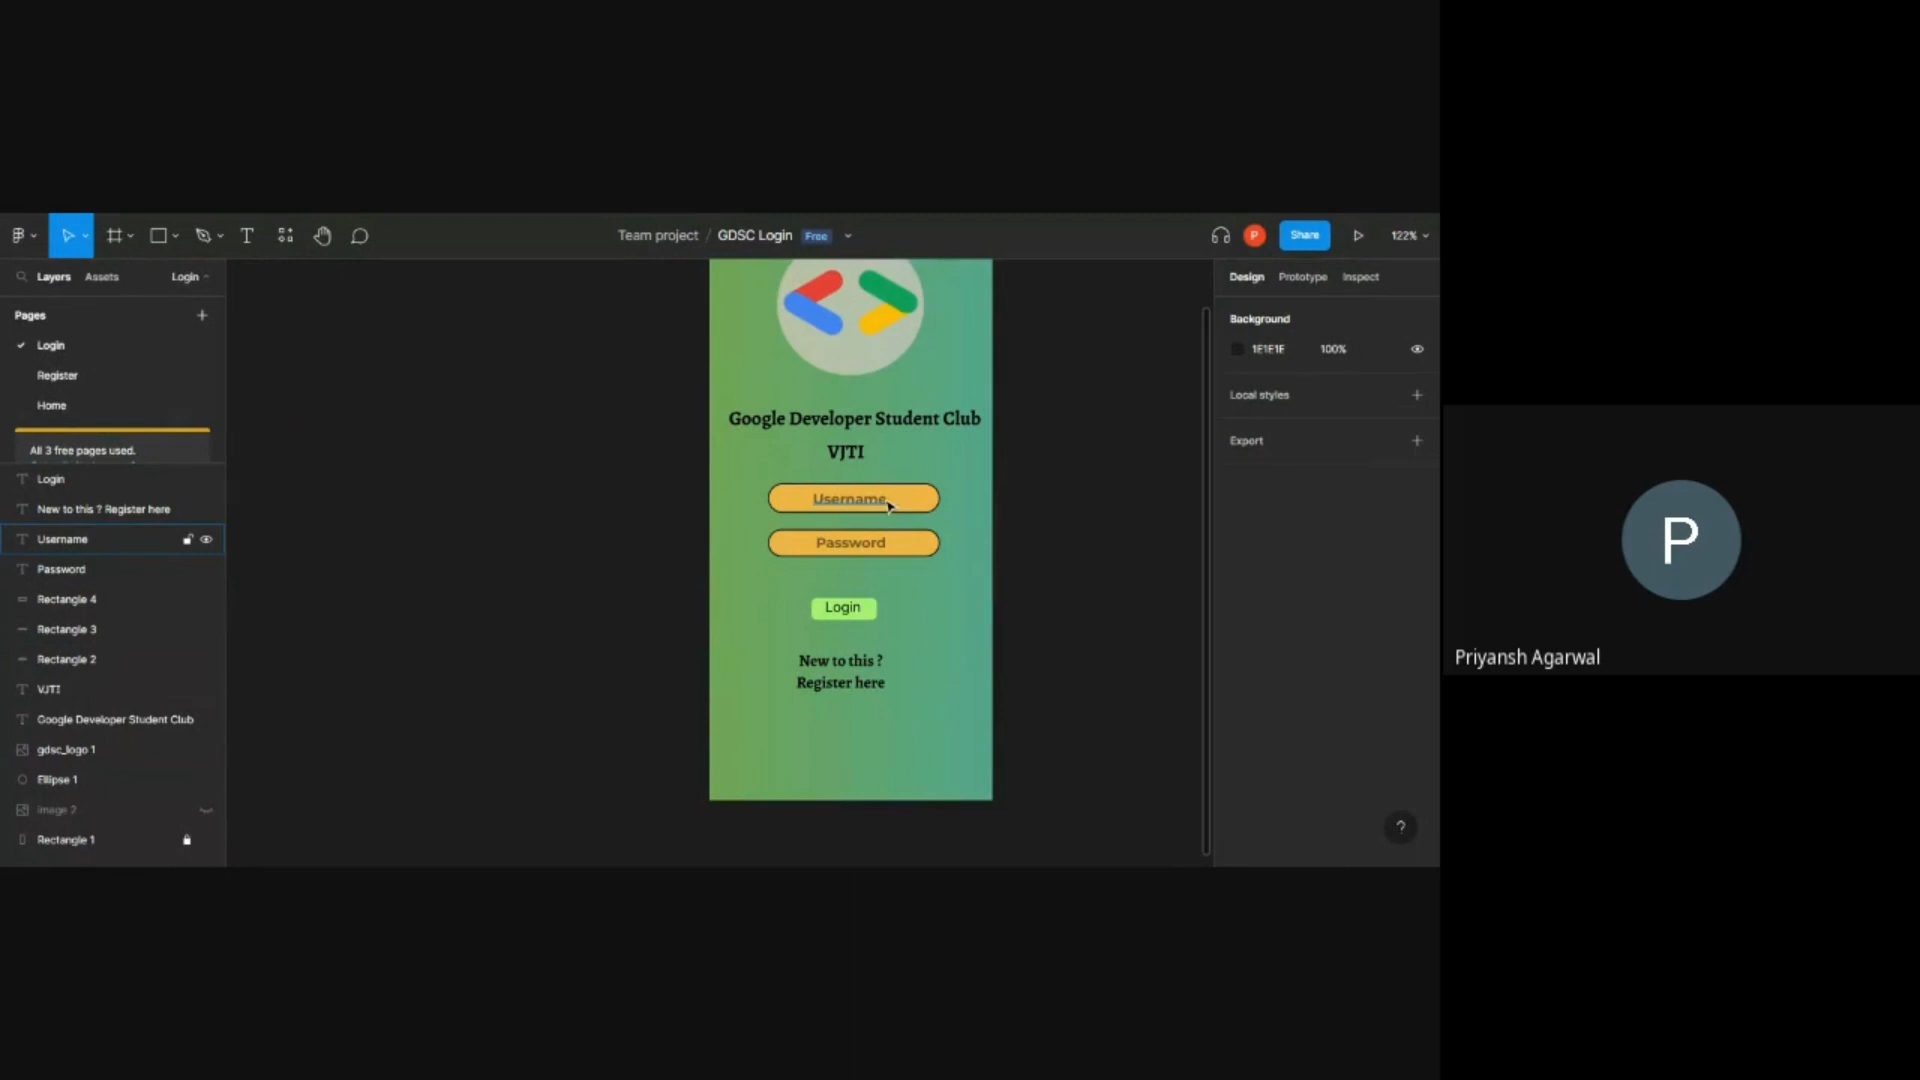 Team project / GDSC Login Free
P
Share
122%
Layers
Assets
Login
Pages
Login
Register
Home
All 3 free pages used.
Login
New to this ? Register here
Username
Password
Rectangle 4
Rectangle 3
Rectangle 2
VJTI
Google Developer Student Club
gdsc_logo 1
Ellipse 1
image 2
Rectangle 1
Google Developer Student Club
VJTI
Username
Password
Login
New to this ?
Register here
Design
Prototype
Inspect
Background
1E1E1E
100%
Local styles
Export
?
P
Priyansh Agarwal